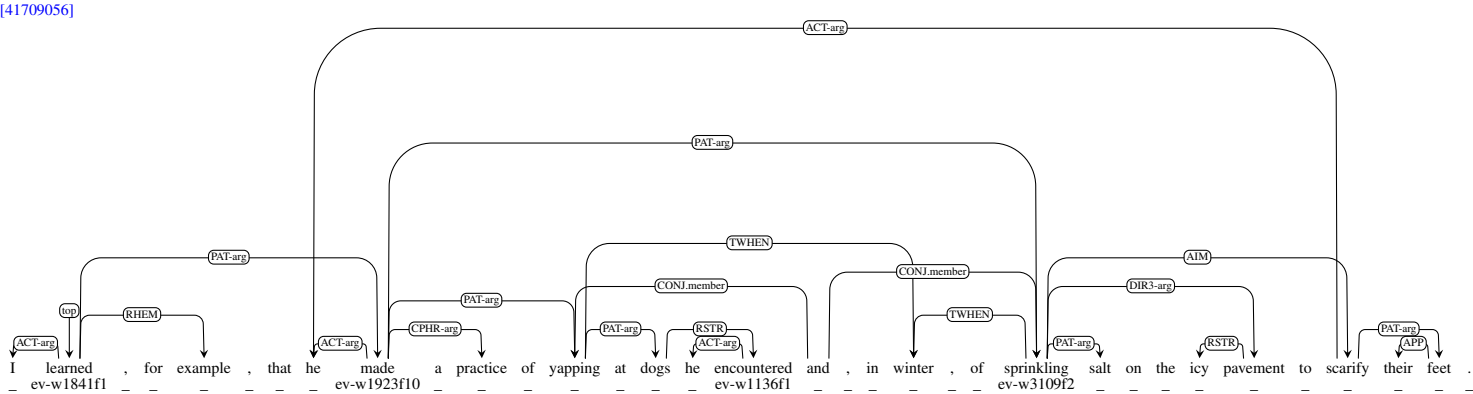 [41709056]
ACT-arg
PAT-arg
TWHEN
PAT-arg AIM
CONJ.member
CONJ.member DIR3-arg
PAT-arg
top RHEM TWHEN
CPHR-arg PAT-arg RSTR PAT-arg
ACT-arg ACT-arg ACT-arg PAT-arg RSTR APP
I learned , for example , that he made a practice of yapping at dogs he encountered and , in winter , of sprinkling salt on the icy pavement to scarify their feet .
_ ev-w1841f1 _ _ _ _ _ _ ev-w1923f10 _ _ _ _ _ _ _ ev-w1136f1 _ _ _ _ _ _ ev-w3109f2 _ _ _ _ _ _ _ _ _ _